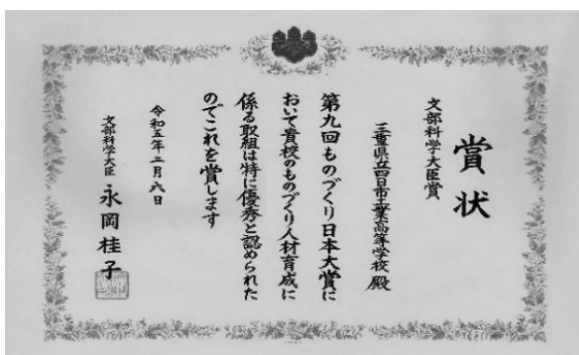 賞状
文部科学大臣賞
三重県立四日市工業高等学校 殿
第九回ものづくり日本大賞に
おいて貴校のものづくり人材育成に
係る取組は特に優秀と認められた
のでこれを賞します
令和五年二月六日
文部科学大臣 永岡桂子